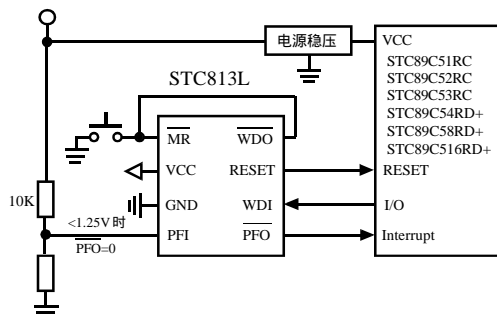 电源稳压
VCC
STC89C51RC
STC89C52RC
STC89C53RC
STC89C54RD+
STC89C58RD+
STC89C516RD+
RESET
I/O
Interrupt
STC813L
MR
WDO
VCC
RESET
GND
WDI
PFI
PFO
10K
<1.25V 时
PFO=0